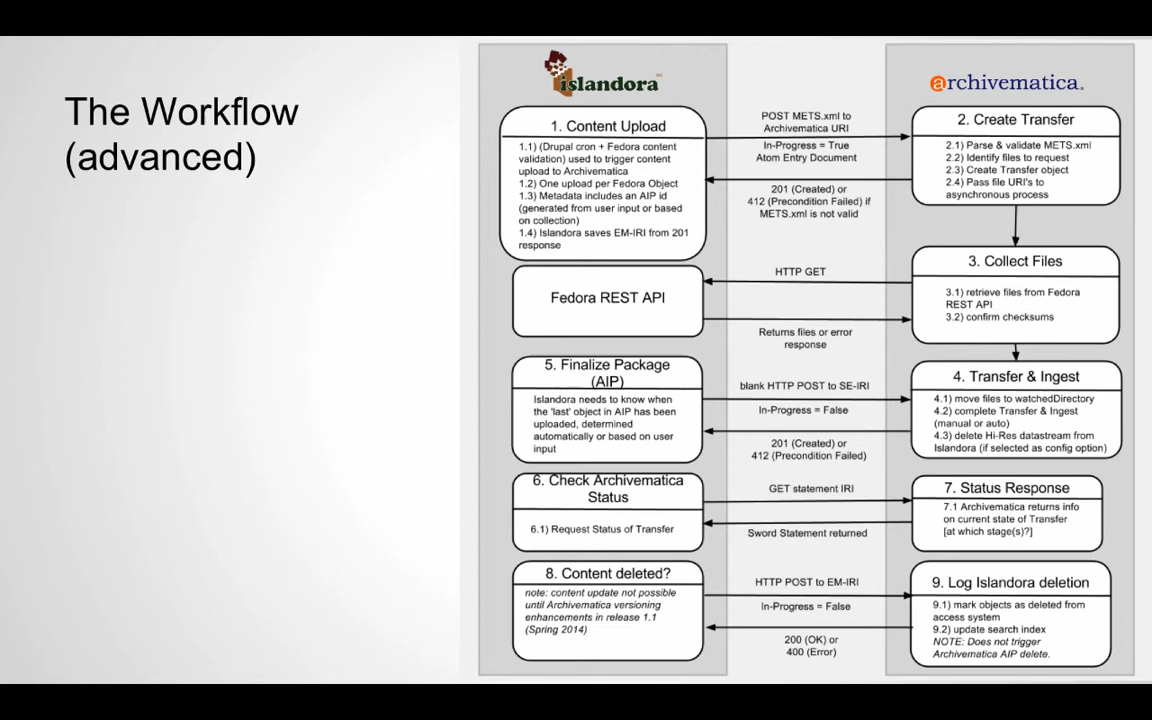 The Workflow
(advanced)
islandora™
archivematica.
1. Content Upload
1.1) (Drupal cron + Fedora content
validation) used to trigger content
upload to Archivematica
1.2) One upload per Fedora Object
1.3) Metadata includes an AIP id
(generated from user input or based
on collection)
1.4) Islandora saves EM-IRI from 201
response
POST METS.xml to
Archivematica URI
In-Progress = True
Atom Entry Document
201 (Created) or
412 (Precondition Failed) if
METS.xml is not valid
2. Create Transfer
2.1) Parse & validate METS.xml
2.2) Identify files to request
2.3) Create Transfer object
2.4) Pass file URI's to
asynchronous process
Fedora REST API
HTTP GET
Returns files or error
response
3. Collect Files
3.1) retrieve files from Fedora
REST API
3.2) confirm checksums
5. Finalize Package
(AIP)
Islandora needs to know when
the 'last' object in AIP has been
uploaded, determined
automatically or based on user
input
blank HTTP POST to SE-IRI
In-Progress = False
201 (Created) or
412 (Precondition Failed)
4. Transfer & Ingest
4.1) move files to watchedDirectory
4.2) complete Transfer & Ingest
(manual or auto)
4.3) delete Hi-Res datastream from
Islandora (if selected as config option)
6. Check Archivematica
Status
6.1) Request Status of Transfer
GET statement IRI
Sword Statement returned
7. Status Response
7.1 Archivematica returns info
on current state of Transfer
[at which stage(s)?]
8. Content deleted?
note: content update not possible
until Archivematica versioning
enhancements in release 1.1
(Spring 2014)
HTTP POST to EM-IRI
In-Progress = False
200 (OK) or
400 (Error)
9. Log Islandora deletion
9.1) mark objects as deleted from
access system
9.2) update search index
NOTE: Does not trigger
Archivematica AIP delete.